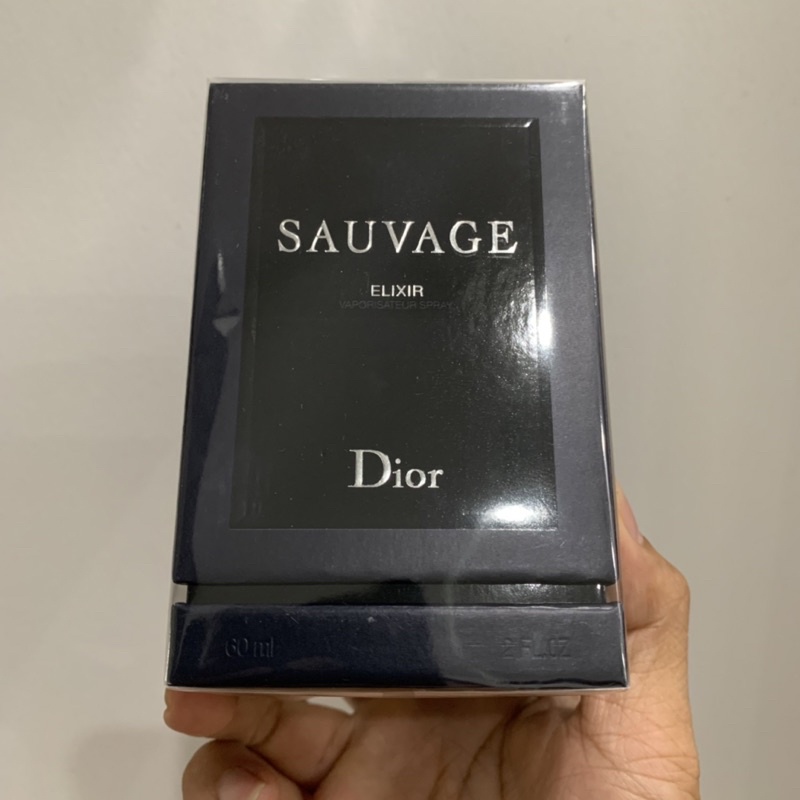 SAUVAGE
ELIXIR
VAPORISATEUR SPRAY
Dior
60 ml
2 FL.OZ